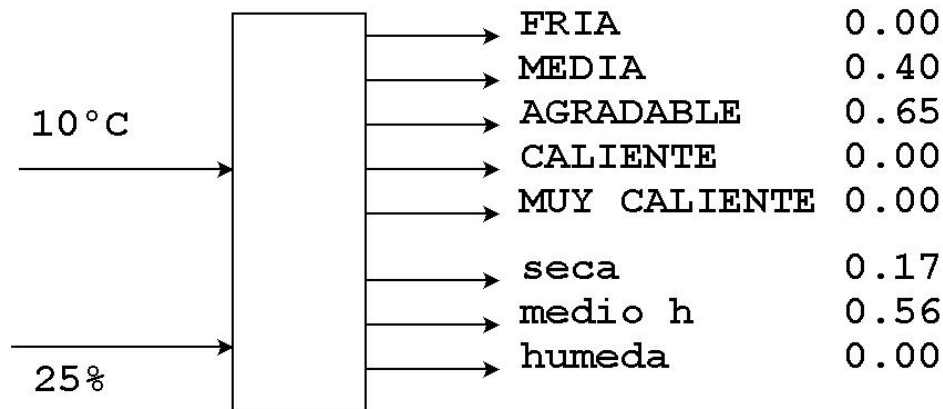 10°C
25%
FRIA 0.00
MEDIA 0.40
AGRADABLE 0.65
CALIENTE 0.00
MUY CALIENTE 0.00
seca 0.17
medio h 0.56
humeda 0.00